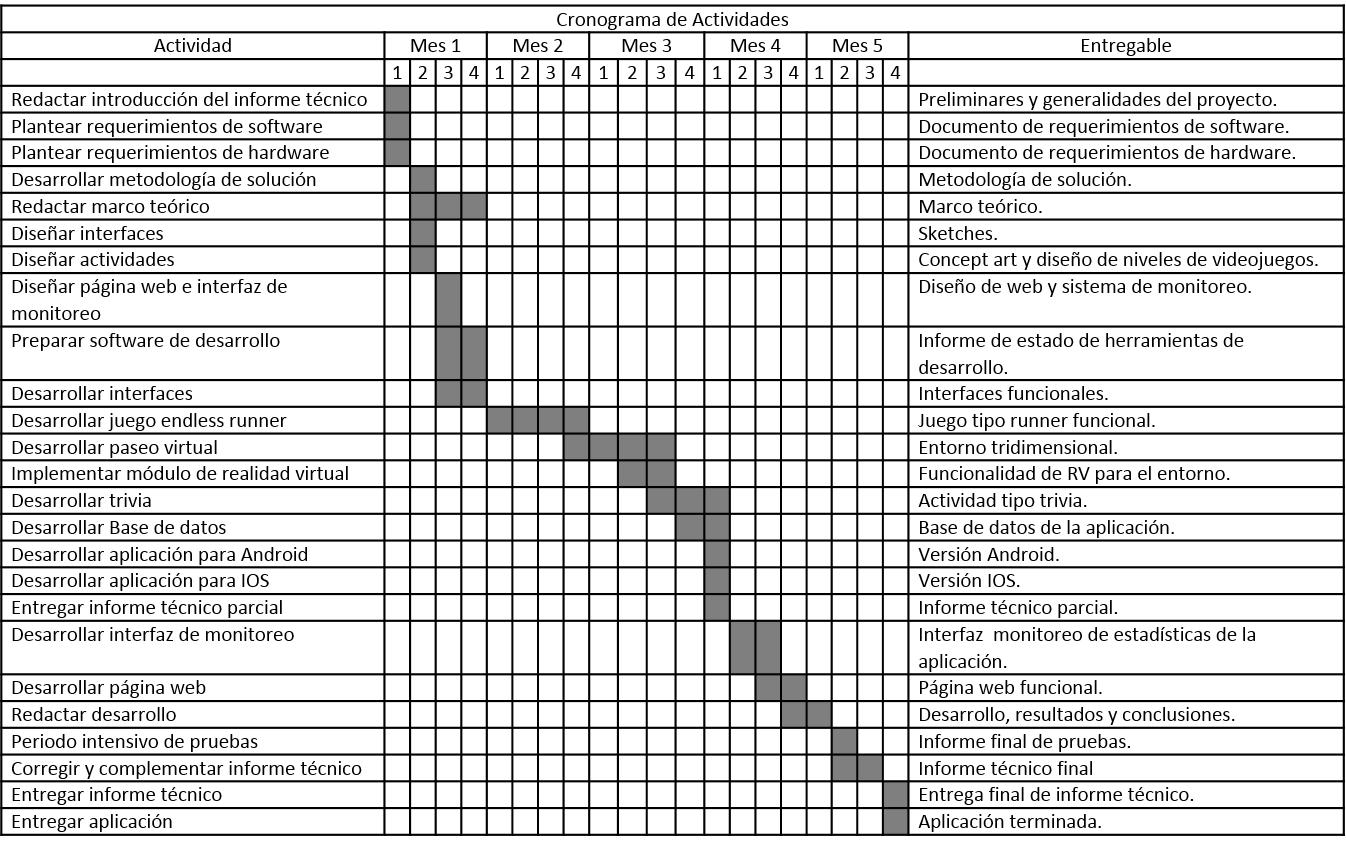 Cronograma de Actividades
Actividad Mes 1 Mes 2 Mes 3 Mes 4 Mes 5 Entregable
1 2 3 4 1 2 3 4 1 2 3 4 1 2 3 4 1 2 3 4
Redactar introducción del informe técnico Preliminares y generalidades del proyecto.
Plantear requerimientos de software Documento de requerimientos de software.
Plantear requerimientos de hardware Documento de requerimientos de hardware.
Desarrollar metodología de solución Metodología de solución.
Redactar marco teórico Marco teórico.
Diseñar interfaces Sketches.
Diseñar actividades Concept art y diseño de niveles de videojuegos.
Diseñar página web e interfaz de Diseño de web y sistema de monitoreo.
monitoreo
Preparar software de desarrollo Informe de estado de herramientas de
desarrollo.
Desarrollar interfaces Interfaces funcionales.
Desarrollar juego endless runner Juego tipo runner funcional.
Desarrollar paseo virtual Entorno tridimensional.
Implementar módulo de realidad virtual Funcionalidad de RV para el entorno.
Desarrollar trivia Actividad tipo trivia.
Desarrollar Base de datos Base de datos de la aplicación.
Desarrollar aplicación para Android Versión Android.
Desarrollar aplicación para IOS Versión IOS.
Entregar informe técnico parcial Informe técnico parcial.
Desarrollar interfaz de monitoreo Interfaz monitoreo de estadísticas de la
aplicación.
Desarrollar página web Página web funcional.
Redactar desarrollo Desarrollo, resultados y conclusiones.
Periodo intensivo de pruebas Informe final de pruebas.
Corregir y complementar informe técnico Informe técnico final
Entregar informe técnico Entrega final de informe técnico.
Entregar aplicación Aplicación terminada.